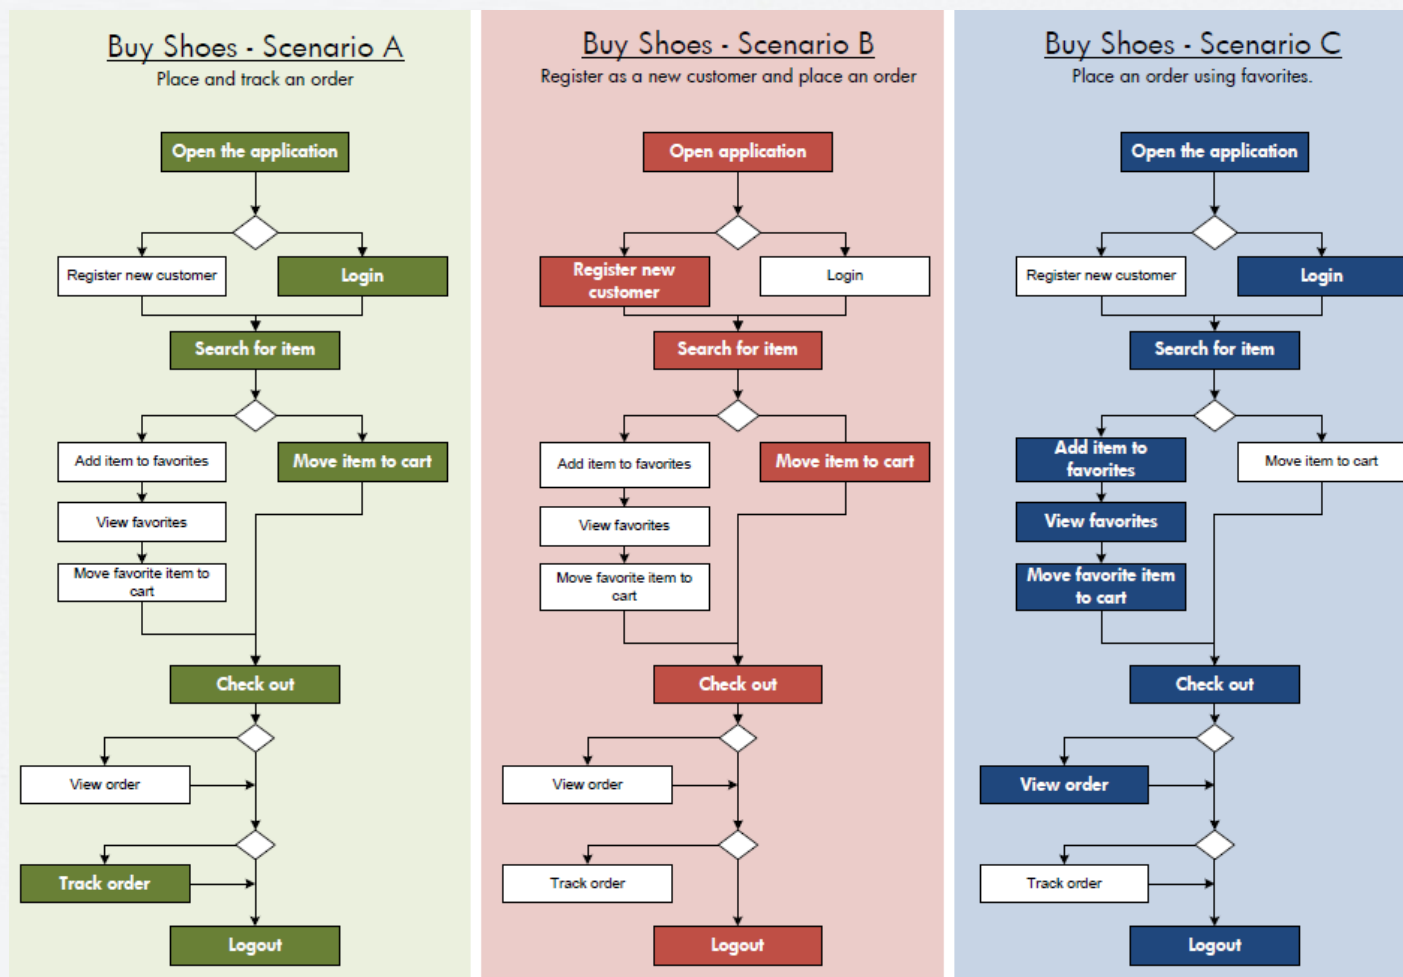 Buy Shoes - Scenario A
Place and track an order
Open the application
Register new customer
Login
Search for item
Add item to favorites
Move item to cart
View favorites
Move favorite item to
cart
Check out
View order
Track order
Logout
Buy Shoes - Scenario B
Register as a new customer and place an order
Open application
Register new
customer
Login
Search for item
Add item to favorites
Move item to cart
View favorites
Move favorite item to
cart
Check out
View order
Track order
Logout
Buy Shoes - Scenario C
Place an order using favorites.
Open the application
Register new customer
Login
Search for item
Add item to
favorites
Move item to cart
View favorites
Move favorite item
to cart
Check out
View order
Track order
Logout